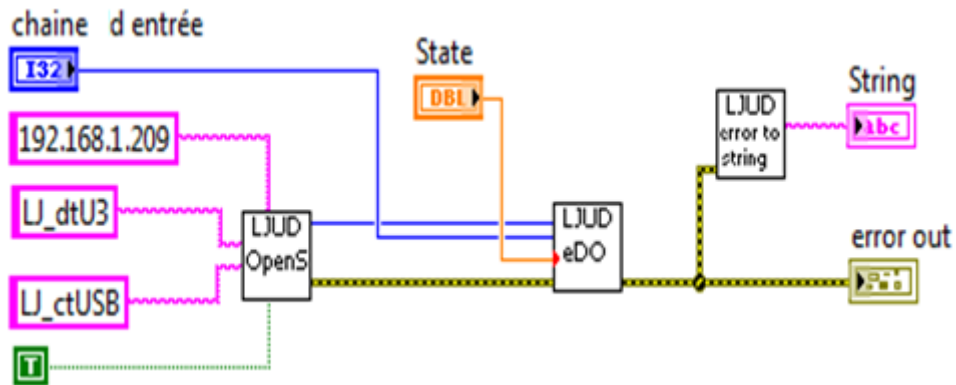 chaine d entrée
I32
State
DBL
192.168.1.209
LJ_dtU3
LJ_ctUSB
T
LJUD
OpenS
LJUD
eDO
LJUD
error to
string
String
abc
error out